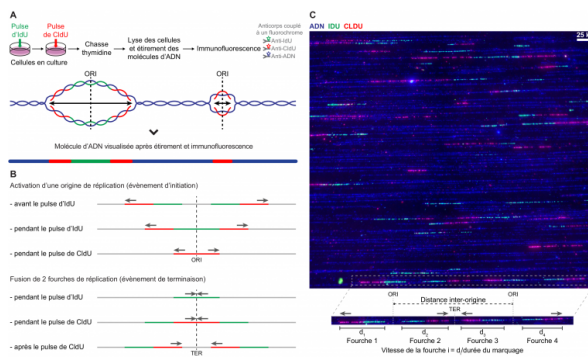 A
Pulse
d'IdU
Pulse
de CldU
Cellules en culture
Chasse
thymidine
Lyse des cellules
et étirement des
molécules d'ADN
Immunofluorescence
Anticorps couplé
à un fluorochrome
Anti-IdU
Anti-CldU
Anti-ADN
ORI
ORI
Molécule d'ADN visualisée après étirement et immunofluorescence
B
Activation d'une origine de réplication (évènement d'initiation)
- avant le pulse d'IdU
- pendant le pulse d'IdU
- pendant le pulse de CldU
ORI
Fusion de 2 fourches de réplication (évènement de terminaison)
- pendant le pulse d'IdU
- pendant le pulse de CldU
- après le pulse de CldU
TER
C
ADN IDU CLDU
25
ORI
ORI
Distance inter-origine
TER
d₁
d₂
d₃
d₄
Fourche 1
Fourche 2
Fourche 3
Fourche 4
Vitesse de la fourche i = dᵢ/durée du marquage